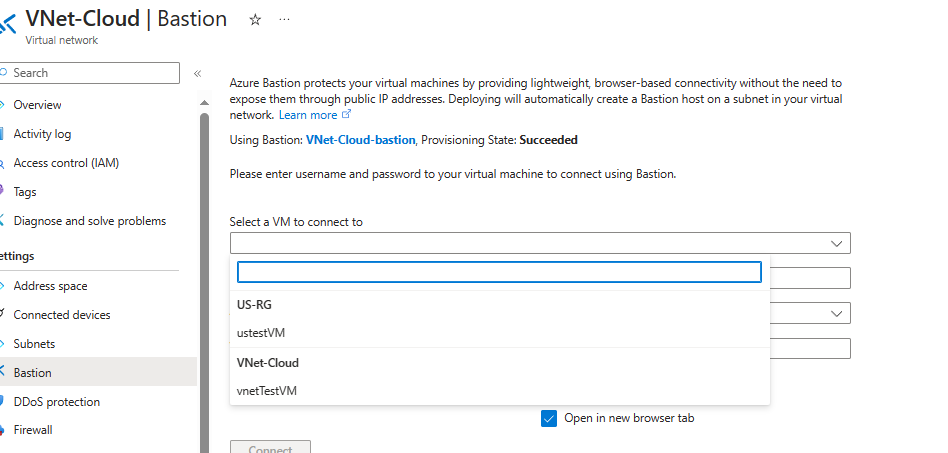 VNet-Cloud | Bastion ☆ ...
Virtual network
Search
«
Overview
Activity log
Access control (IAM)
Tags
Diagnose and solve problems
ettings
Address space
Connected devices
Subnets
Bastion
DDoS protection
Firewall
Azure Bastion protects your virtual machines by providing lightweight, browser-based connectivity without the need to
expose them through public IP addresses. Deploying will automatically create a Bastion host on a subnet in your virtual
network. Learn more
Using Bastion: VNet-Cloud-bastion, Provisioning State: Succeeded
Please enter username and password to your virtual machine to connect using Bastion.
Select a VM to connect to
US-RG
ustestVM
VNet-Cloud
vnetTestVM
Open in new browser tab
Connect